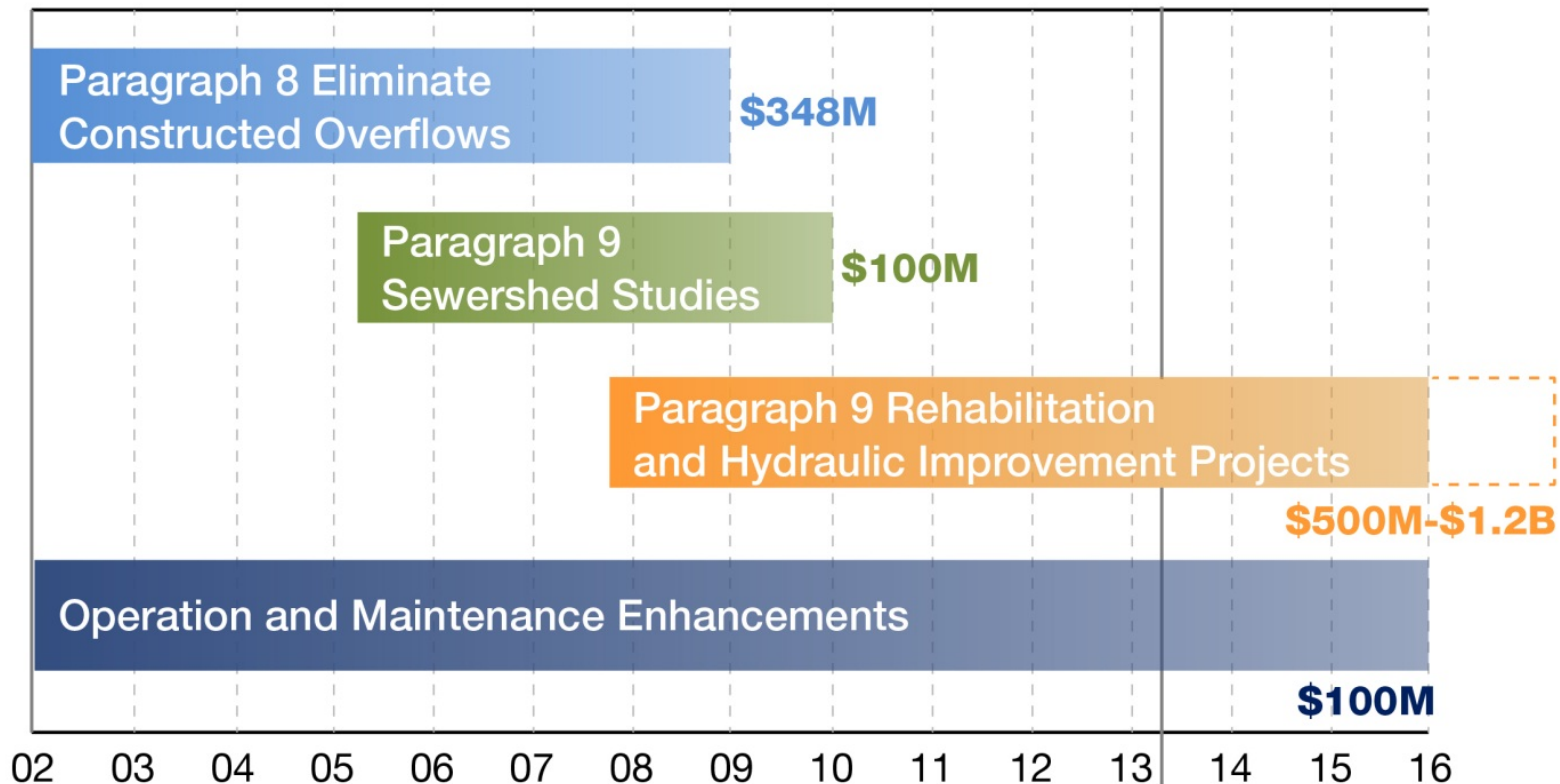 Paragraph 8 Eliminate
Constructed Overflows
$348M
Paragraph 9
Sewershed Studies
$100M
Paragraph 9 Rehabilitation
and Hydraulic Improvement Projects
$500M-$1.2B
Operation and Maintenance Enhancements
$100M
02 03 04 05 06 07 08 09 10 11 12 13 14 15 16